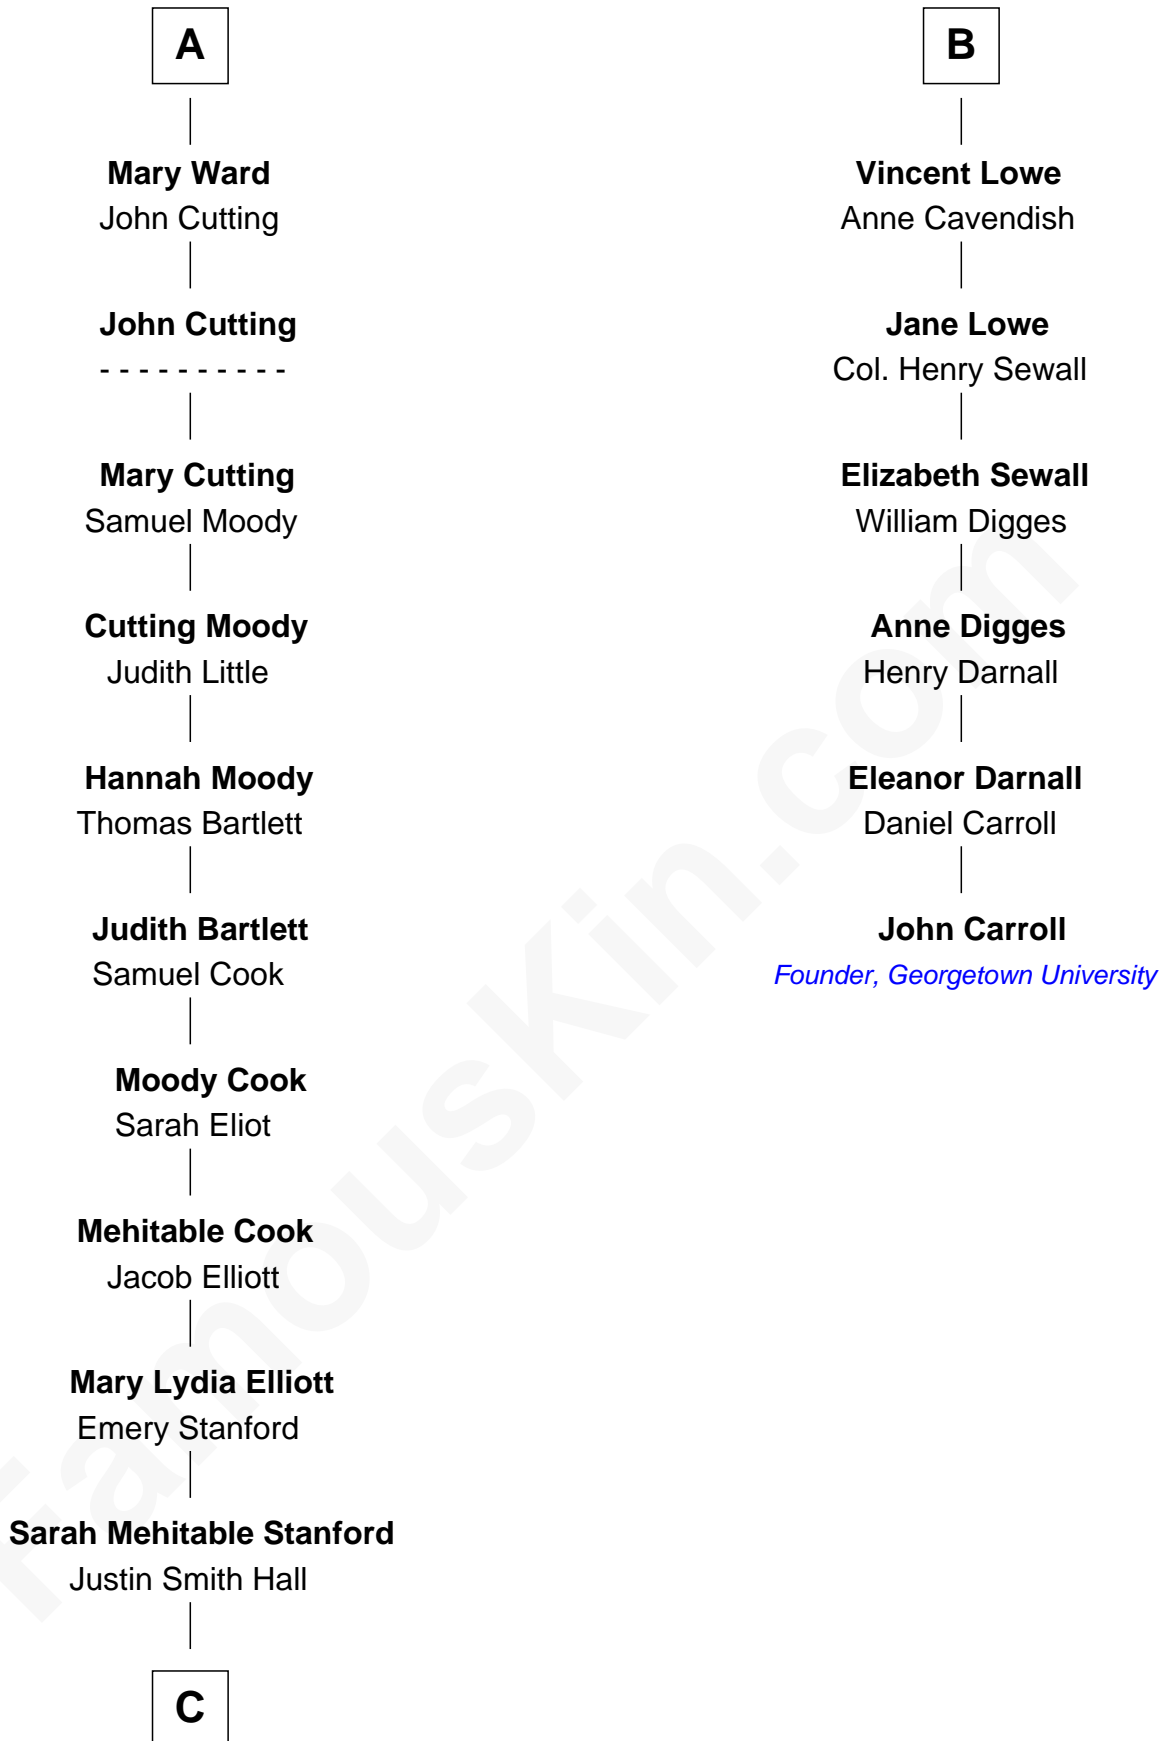 A
Mary Ward
John Cutting
John Cutting
- - - - - - - - - -
Mary Cutting
Samuel Moody
Cutting Moody
Judith Little
Hannah Moody
Thomas Bartlett
Judith Bartlett
Samuel Cook
Moody Cook
Sarah Eliot
Mehitable Cook
Jacob Elliott
Mary Lydia Elliott
Emery Stanford
Sarah Mehitable Stanford
Justin Smith Hall
C
B
Vincent Lowe
Anne Cavendish
Jane Lowe
Col. Henry Sewall
Elizabeth Sewall
William Digges
Anne Digges
Henry Darnall
Eleanor Darnall
Daniel Carroll
John Carroll
Founder, Georgetown University
FamousKin.com